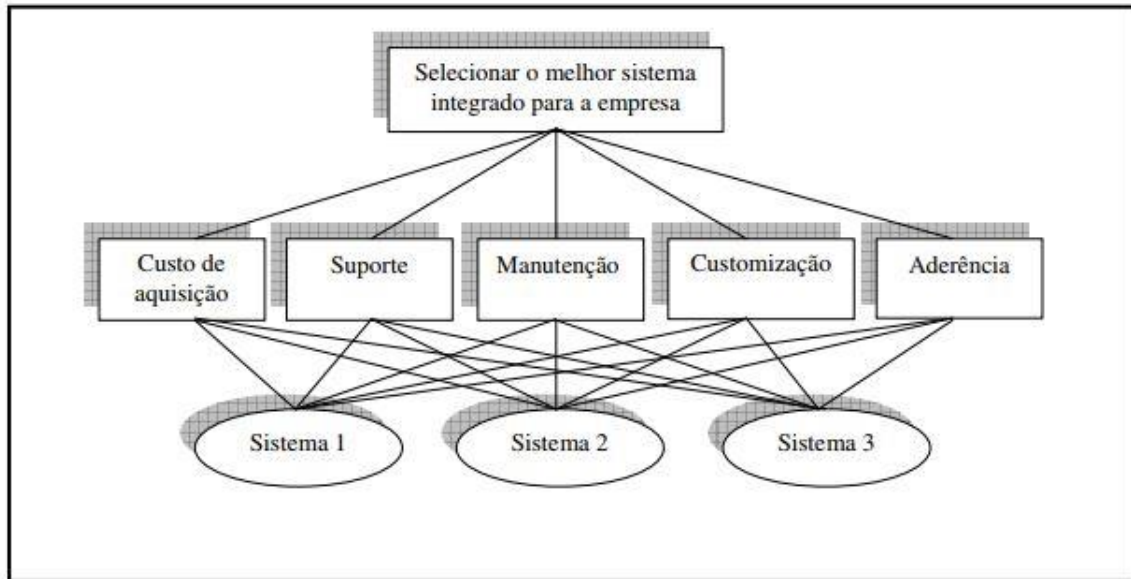 Selecionar o melhor sistema
integrado para a empresa
Custo de
aquisição
Suporte
Manutenção
Customização
Aderência
Sistema 1
Sistema 2
Sistema 3